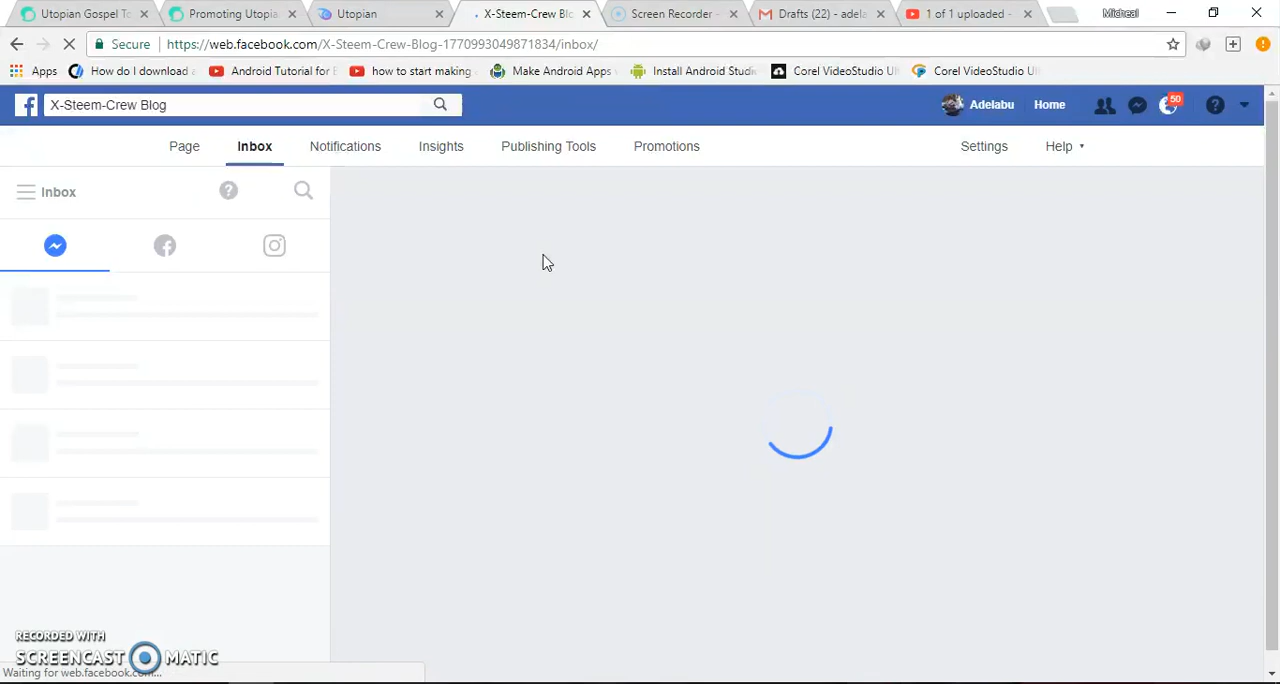 Utopian Gospel To
Promoting Utopia
Utopian
X-Steem-Crew Blo
Screen Recorder -
Drafts (22) - adela
1 of 1 uploaded -
Micheal
Secure
https://web.facebook.com/X-Steem-Crew-Blog-1770993049871834/inbox/
Apps
How do I download a
Android Tutorial for B
how to start making
Make Android Apps
Install Android Studi
Corel VideoStudio Ult
Corel VideoStudio Ult
X-Steem-Crew Blog
Adelabu
Home
50
Page
Inbox
Notifications
Insights
Publishing Tools
Promotions
Settings
Help
Inbox
RECORDED WITH
SCREENCAST MATIC
Waiting for web.facebook.com...